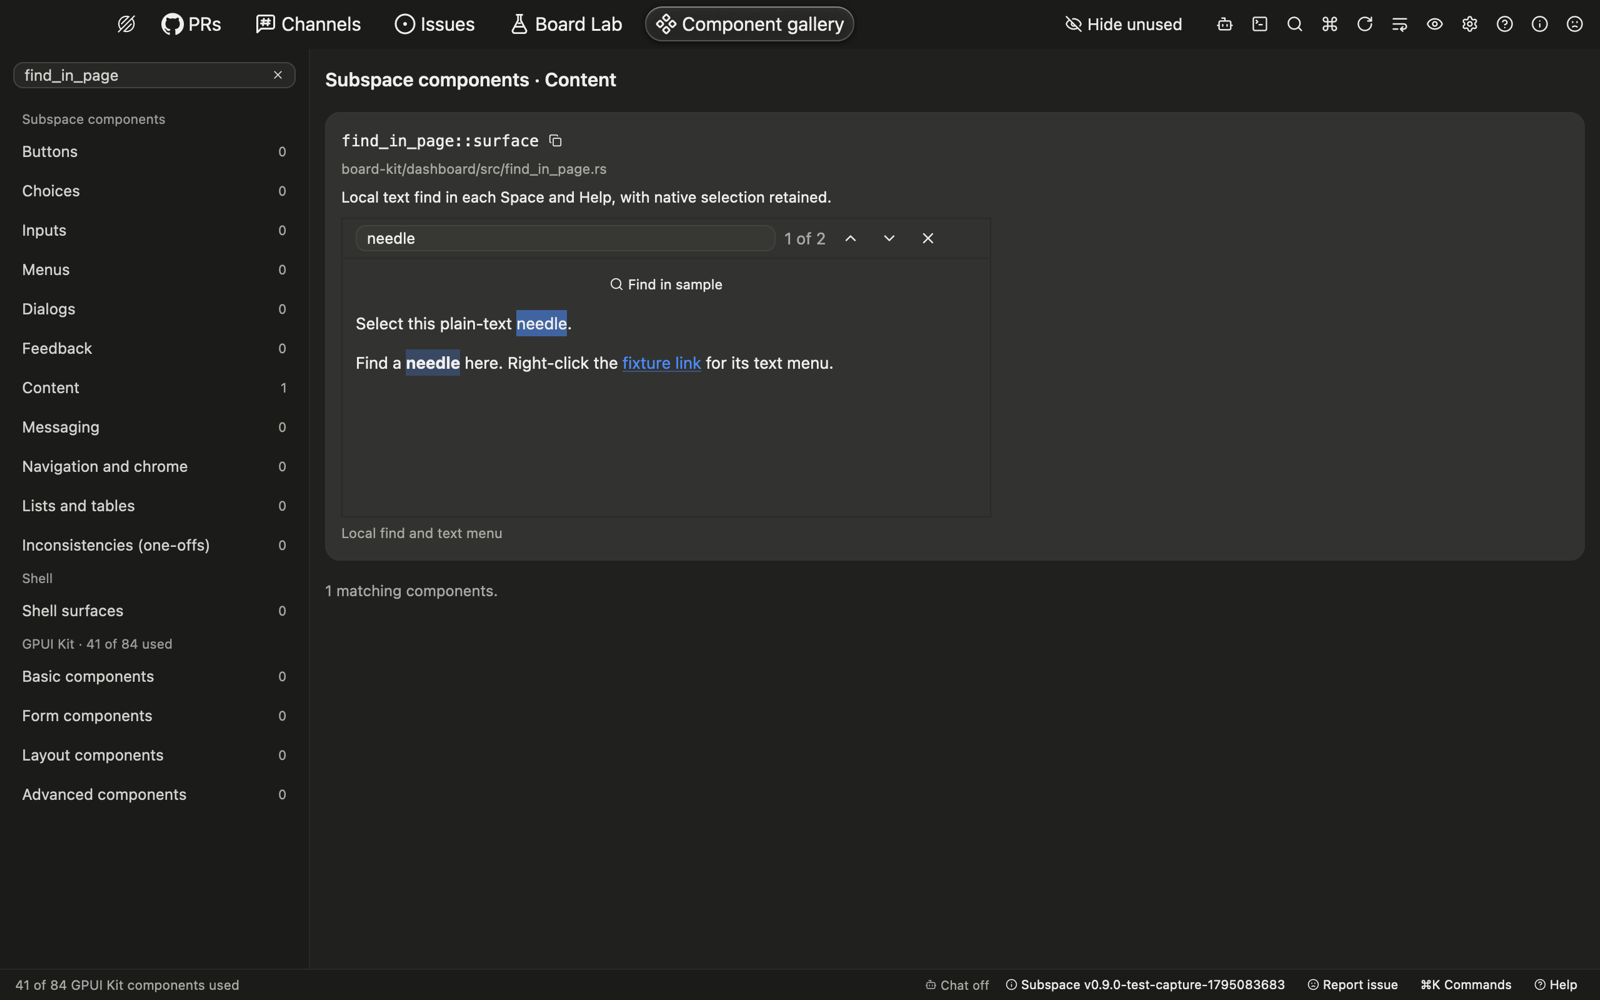 PRs
Channels
Issues
Board Lab
Component gallery
Hide unused
find_in_page
Subspace components
Buttons 0
Choices 0
Inputs 0
Menus 0
Dialogs 0
Feedback 0
Content 1
Messaging 0
Navigation and chrome 0
Lists and tables 0
Inconsistencies (one-offs) 0
Shell
Shell surfaces 0
GPUI Kit · 41 of 84 used
Basic components 0
Form components 0
Layout components 0
Advanced components 0
Subspace components · Content
find_in_page::surface
board-kit/dashboard/src/find_in_page.rs
Local text find in each Space and Help, with native selection retained.
needle 1 of 2
Find in sample
Select this plain-text needle.
Find a needle here. Right-click the fixture link for its text menu.
Local find and text menu
1 matching components.
41 of 84 GPUI Kit components used
Chat off
Subspace v0.9.0-test-capture-1795083683
Report issue
⌘K Commands
Help